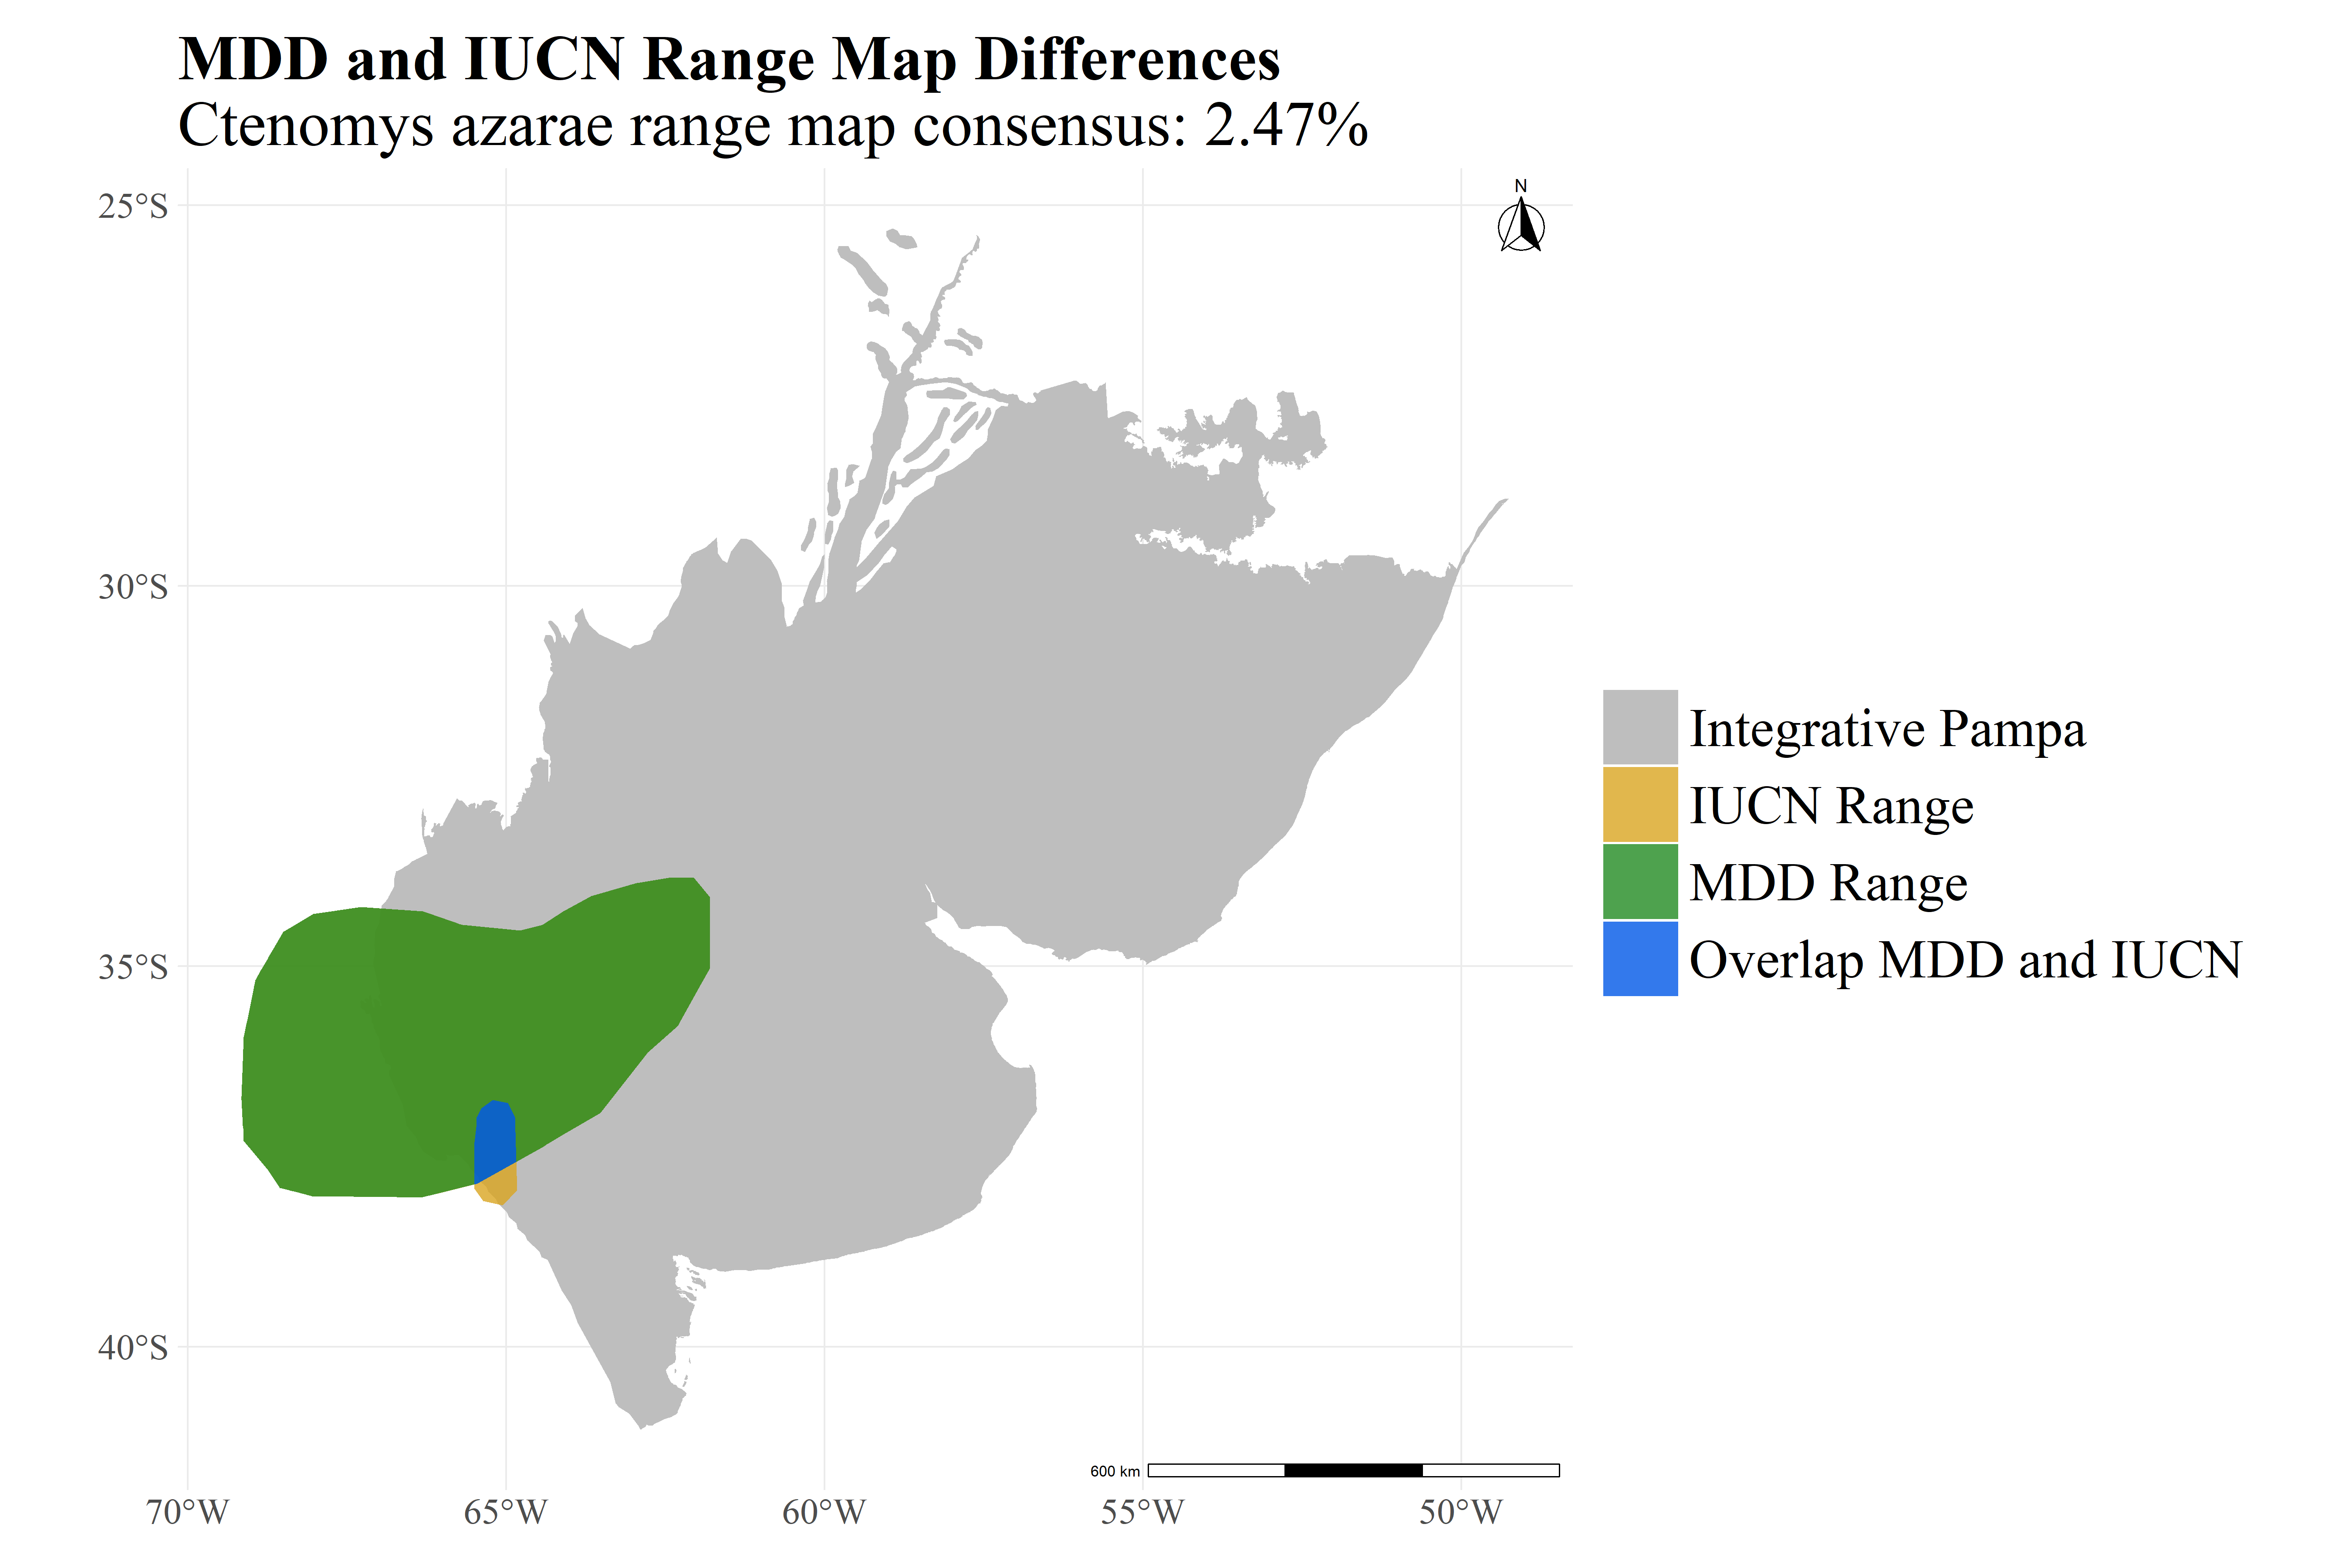 MDD and IUCN Range Map Differences
Ctenomys azarae range map consensus: 2.47%
N
25°S
30°S
35°S
40°S
Integrative Pampa
IUCN Range
MDD Range
Overlap MDD and IUCN
600 km
70°W 65°W 60°W 55°W 50°W